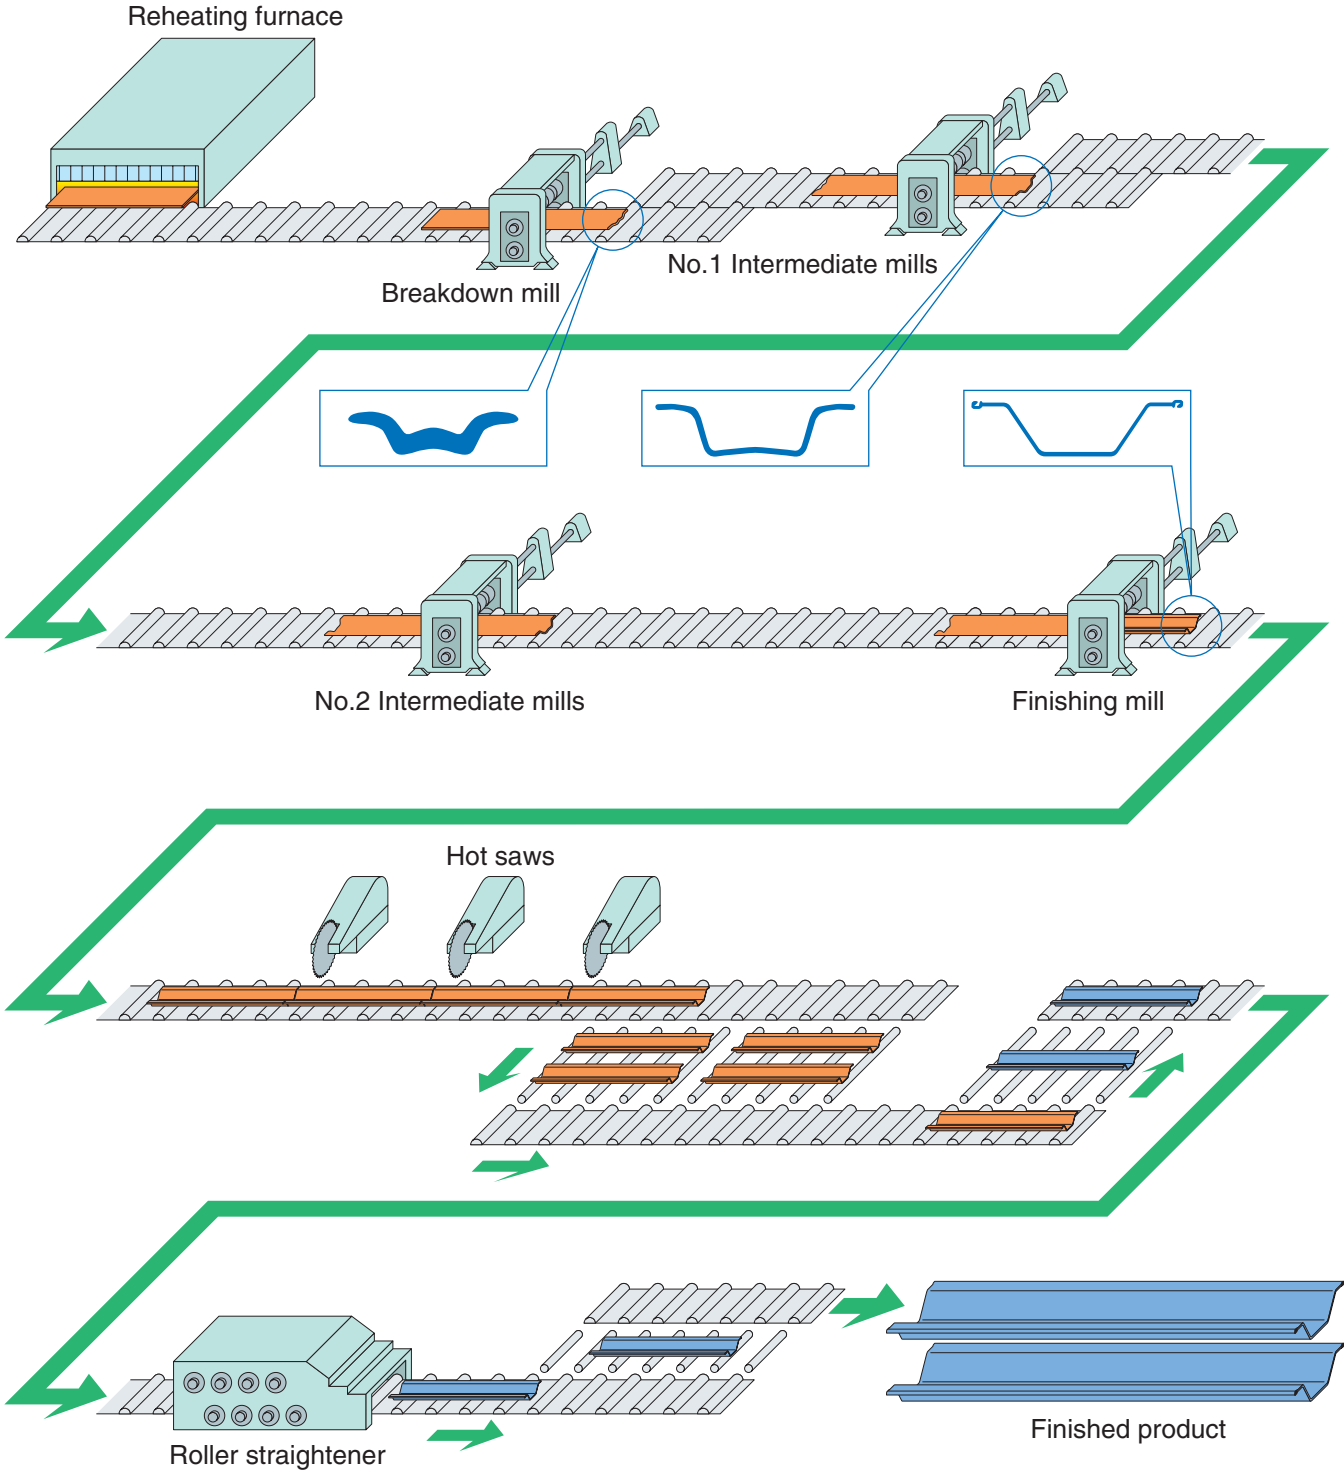 Reheating furnace
No.1 Intermediate mills
Breakdown mill
No.2 Intermediate mills
Finishing mill
Hot saws
Roller straightener
Finished product